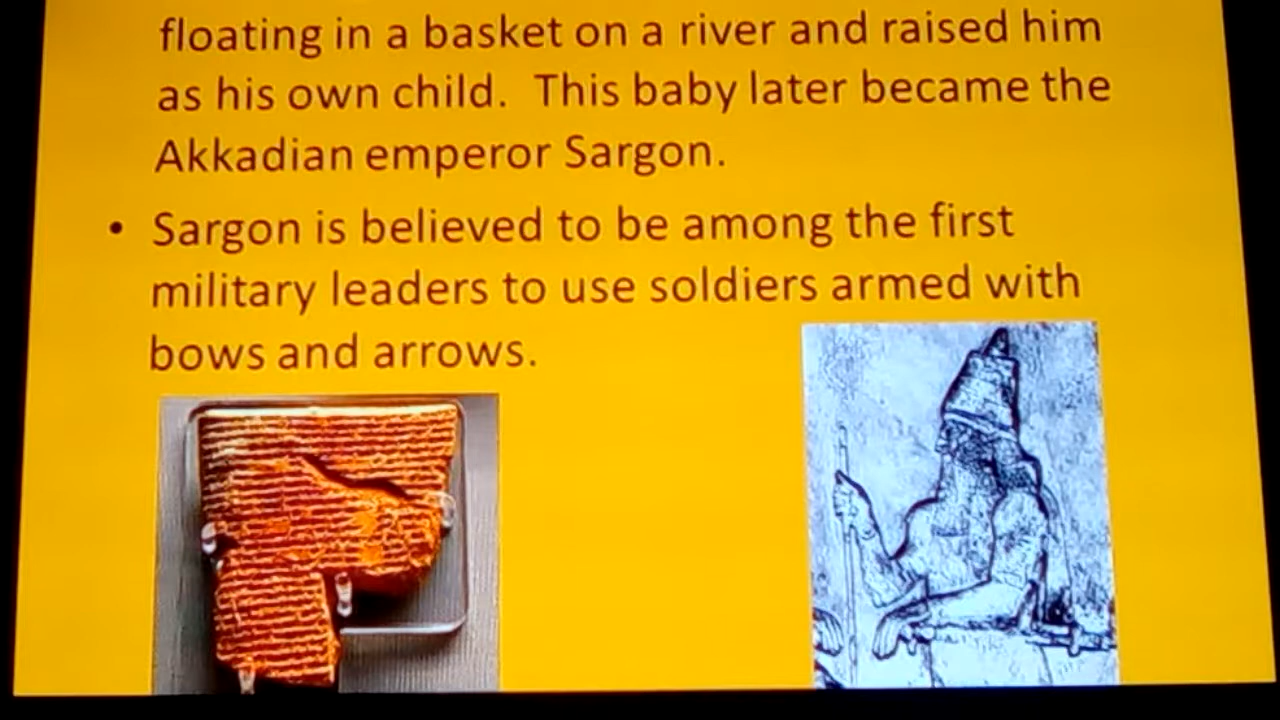 floating in a basket on a river and raised him
as his own child. This baby later became the
Akkadian emperor Sargon.
• Sargon is believed to be among the first
military leaders to use soldiers armed with
bows and arrows.